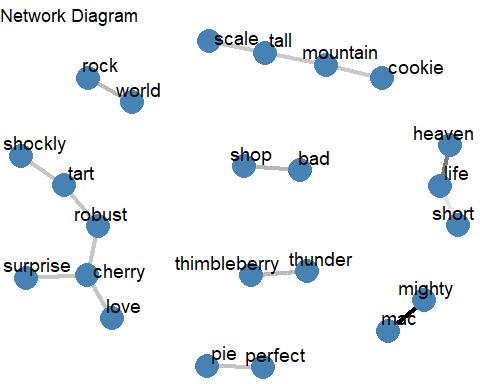 Network Diagram
scale
tall
mountain
cookie
rock
world
heaven
shockly
shop
bad
tart
life
robust
short
surprise
cherry
thimbleberry
thunder
love
mighty
mac
pie
perfect